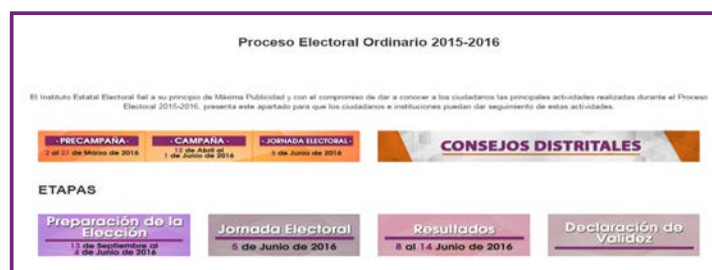 Proceso Electoral Ordinario 2015-2016
El Instituto Estatal Electoral fiel a su principio de Máxima Publicidad y con el compromiso de dar a conocer a los ciudadanos las principales actividades realizadas durante el Proceso
Electoral 2015-2016, presenta este apartado para que los ciudadanos e instituciones puedan dar seguimiento de estas actividades.
· PRECAMPAÑA ·
2 al 27 de Marzo de 2016
· CAMPAÑA ·
12 de Abril al
1 de Junio de 2016
· JORNADA ELECTORAL ·
de Junio de 2016
CONSEJOS DISTRITALES
ETAPAS
Preparación de la
Elección
13 de Septiembre al
4 de Junio de 2016
Jornada Electoral
5 de Junio de 2016
Resultados
8 al 14 Junio de 2016
Declaración de
Validez